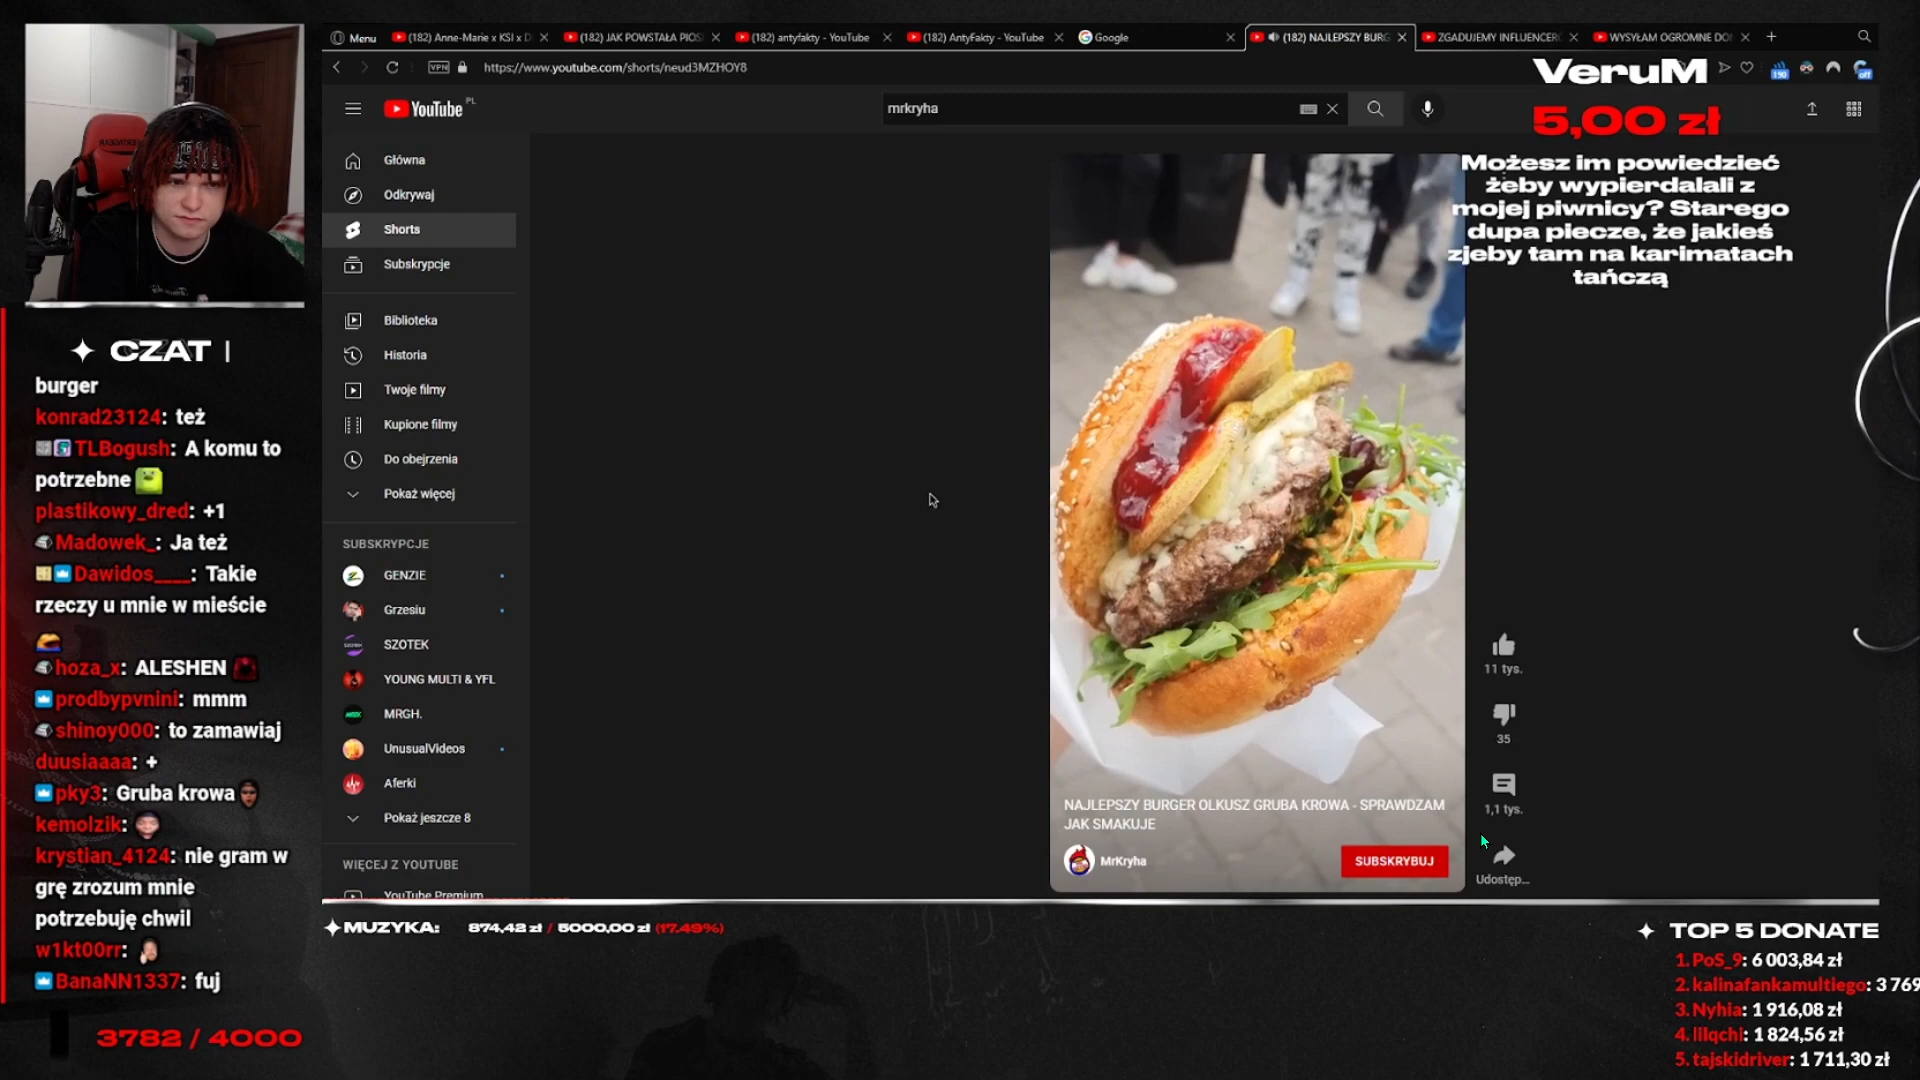 Menu
(182) Anne-Marie x KSI x D
(182) JAK POWSTAŁA PIOS
(182) antyfakty - YouTube
(182) AntyFakty - YouTube
Google
(182) NAJLEPSZY BURG
ZGADUJEMY INFLUENCER
WYSYŁAM OGROMNE DO
VPN
https://www.youtube.com/shorts/neud3MZHOY8
190
off
YouTube PL
mrkryha
VeruM
5,00 zł
Możesz im powiedzieć
żeby wypierdalali z
mojej piwnicy? Starego
dupa piecze, że jakieś
zjeby tam na karimatach
tańczą
Główna
Odkrywaj
Shorts
Subskrypcje
Biblioteka
Historia
Twoje filmy
Kupione filmy
Do obejrzenia
Pokaż więcej
SUBSKRYPCJE
GENZIE
Grzesiu
SZOTEK
YOUNG MULTI & YFL
MRGH.
UnusualVideos
Aferki
Pokaż jeszcze 8
WIĘCEJ Z YOUTUBE
YouTube Premium
NAJLEPSZY BURGER OLKUSZ GRUBA KROWA - SPRAWDZAM
JAK SMAKUJE
MrKryha
SUBSKRYBUJ
11 tys.
35
1,1 tys.
Udostęp...
CZAT |
burger
konrad23124: też
TLBogush: A komu to
potrzebne
plastikowy_dred: +1
Madowek_: Ja też
Dawidos____: Takie
rzeczy u mnie w mieście
hoza_x: ALESHEN
prodbypvnini: mmm
shinoy000: to zamawiaj
duusiaaaa: +
pky3: Gruba krowa
kemolzik:
krystian_4124: nie gram w
grę zrozum mnie
potrzebuję chwil
w1kt00rr:
BanaNN1337: fuj
3782 / 4000
MUZYKA: 874,42 zł / 5000,00 zł (17.49%)
TOP 5 DONATE
1. PoS_9: 6 003,84 zł
2. kalinafankamultiego: 3 769
3. Nyhia: 1 916,08 zł
4. lilqchi: 1 824,56 zł
5. tajskidriver: 1 711,30 zł